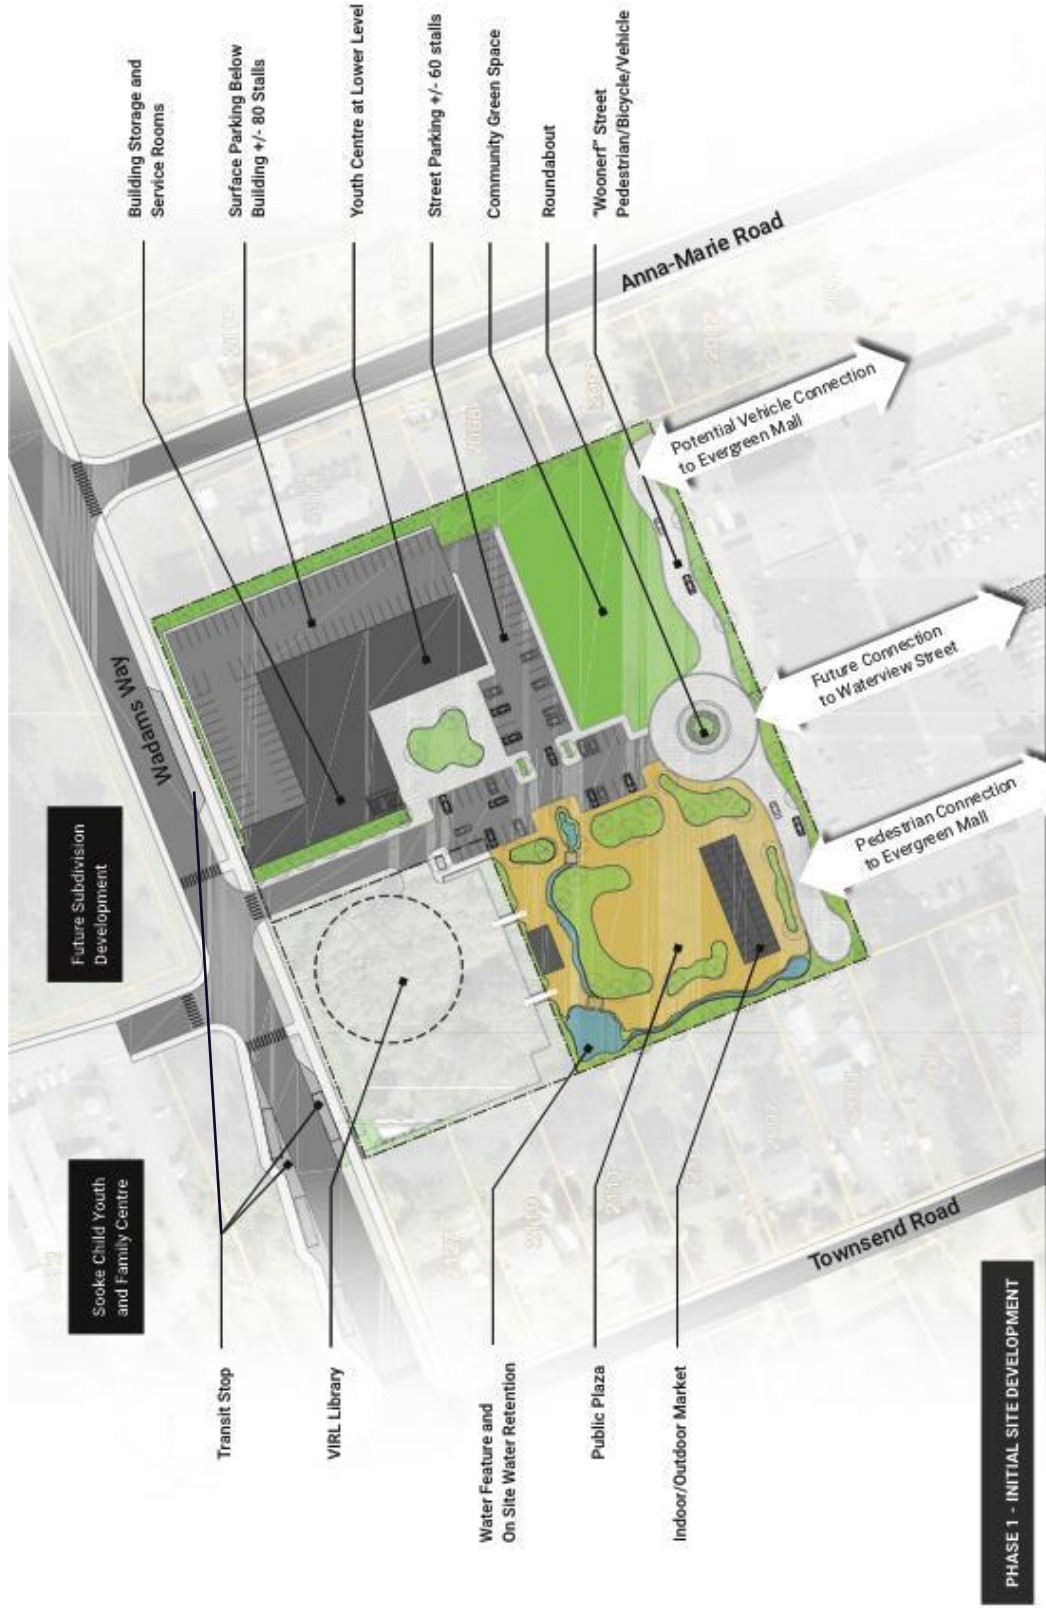 Sooke Child Youth
and Family Centre
Future Subdivision
Development
Wadams Way
Transit Stop
VIRL Library
Water Feature and
On Site Water Retention
Public Plaza
Indoor/Outdoor Market
Building Storage and
Service Rooms
Surface Parking Below
Building +/- 80 Stalls
Youth Centre at Lower Level
Street Parking +/- 60 stalls
Community Green Space
Roundabout
"Woonerf" Street
Pedestrian/Bicycle/Vehicle
Anna-Marie Road
Townsend Road
Pedestrian Connection
to Evergreen Mall
Future Connection
to Waterview Street
Potential Vehicle Connection
to Evergreen Mall
PHASE 1 - INITIAL SITE DEVELOPMENT